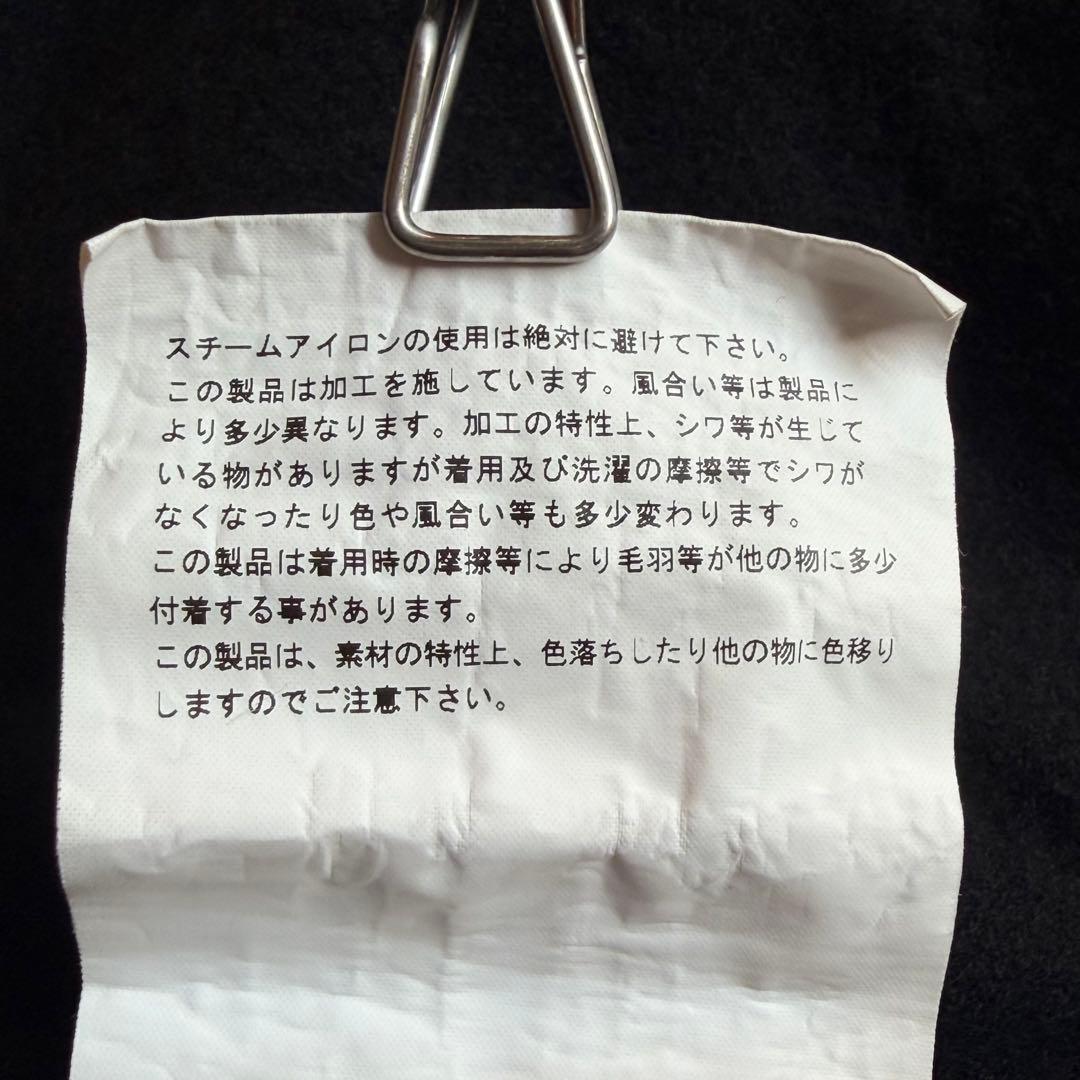 スチームアイロンの使用は絶対に避けて下さい。
この製品は加工を施しています。風合い等は製品に
より多少異なります。加工の特性上、シワ等が生じて
いる物がありますが着用及び洗濯の摩擦等でシワが
なくなったり色や風合い等も多少変わります。
この製品は着用時の摩擦等により毛羽等が他の物に多少
付着する事があります。
この製品は、素材の特性上、色落ちしたり他の物に色移り
しますのでご注意下さい。